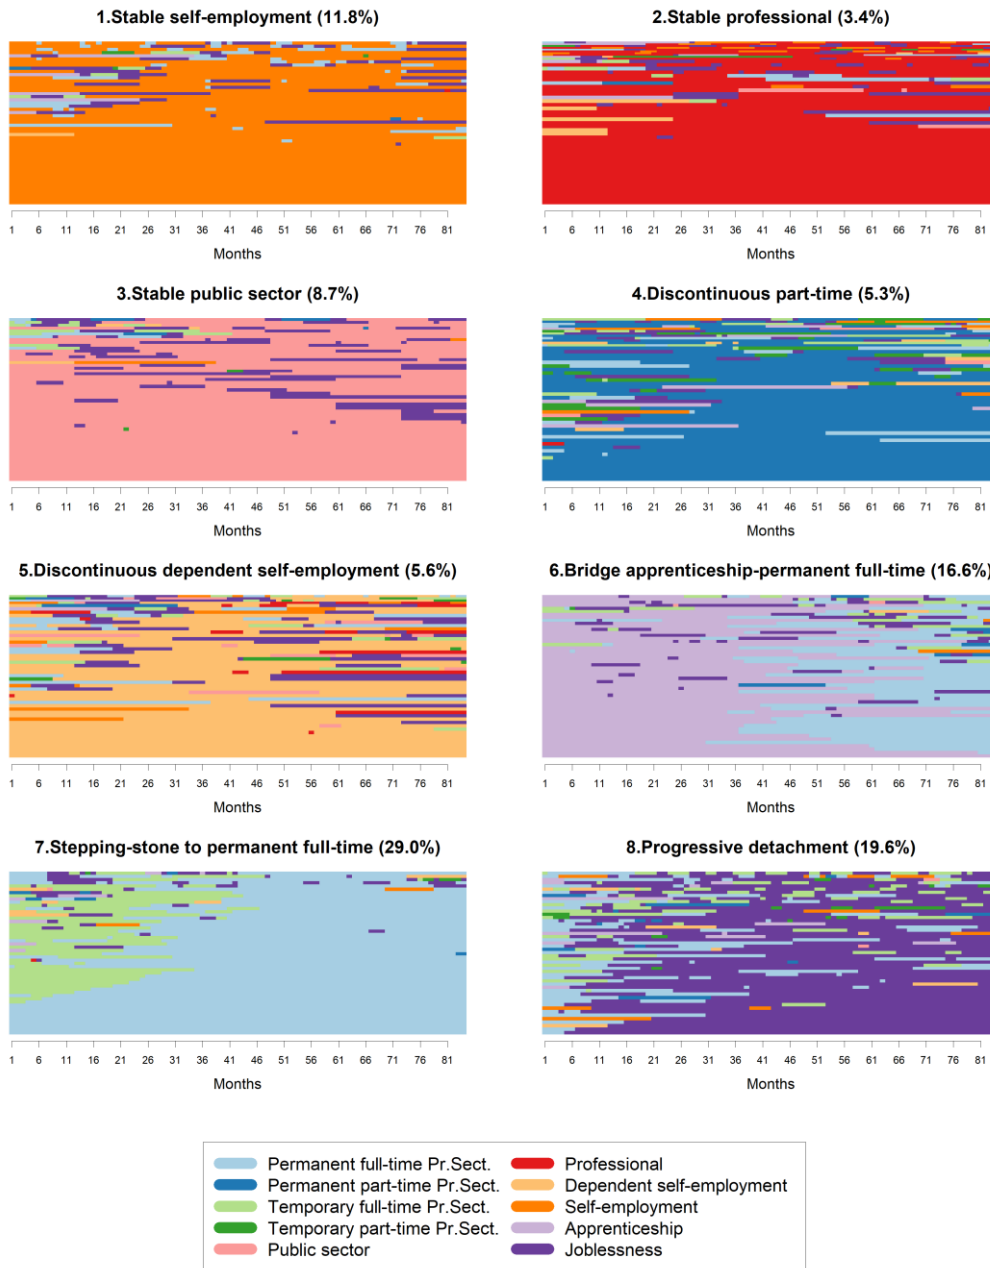 1.Stable self-employment (11.8%)
2.Stable professional (3.4%)
1 6 11 16 21 26 31 36 41 46 51 56 61 66 71 76 81
Months
1 6 11 16 21 26 31 36 41 46 51 56 61 66 71 76 81
Months
3.Stable public sector (8.7%)
4.Discontinuous part-time (5.3%)
1 6 11 16 21 26 31 36 41 46 51 56 61 66 71 76 81
Months
1 6 11 16 21 26 31 36 41 46 51 56 61 66 71 76 81
Months
5.Discontinuous dependent self-employment (5.6%)
6.Bridge apprenticeship-permanent full-time (16.6%)
1 6 11 16 21 26 31 36 41 46 51 56 61 66 71 76 81
Months
1 6 11 16 21 26 31 36 41 46 51 56 61 66 71 76 81
Months
7.Stepping-stone to permanent full-time (29.0%)
8.Progressive detachment (19.6%)
1 6 11 16 21 26 31 36 41 46 51 56 61 66 71 76 81
Months
1 6 11 16 21 26 31 36 41 46 51 56 61 66 71 76 81
Months
Permanent full-time Pr.Sect.
Permanent part-time Pr.Sect.
Temporary full-time Pr.Sect.
Temporary part-time Pr.Sect.
Public sector
Professional
Dependent self-employment
Self-employment
Apprenticeship
Joblessness